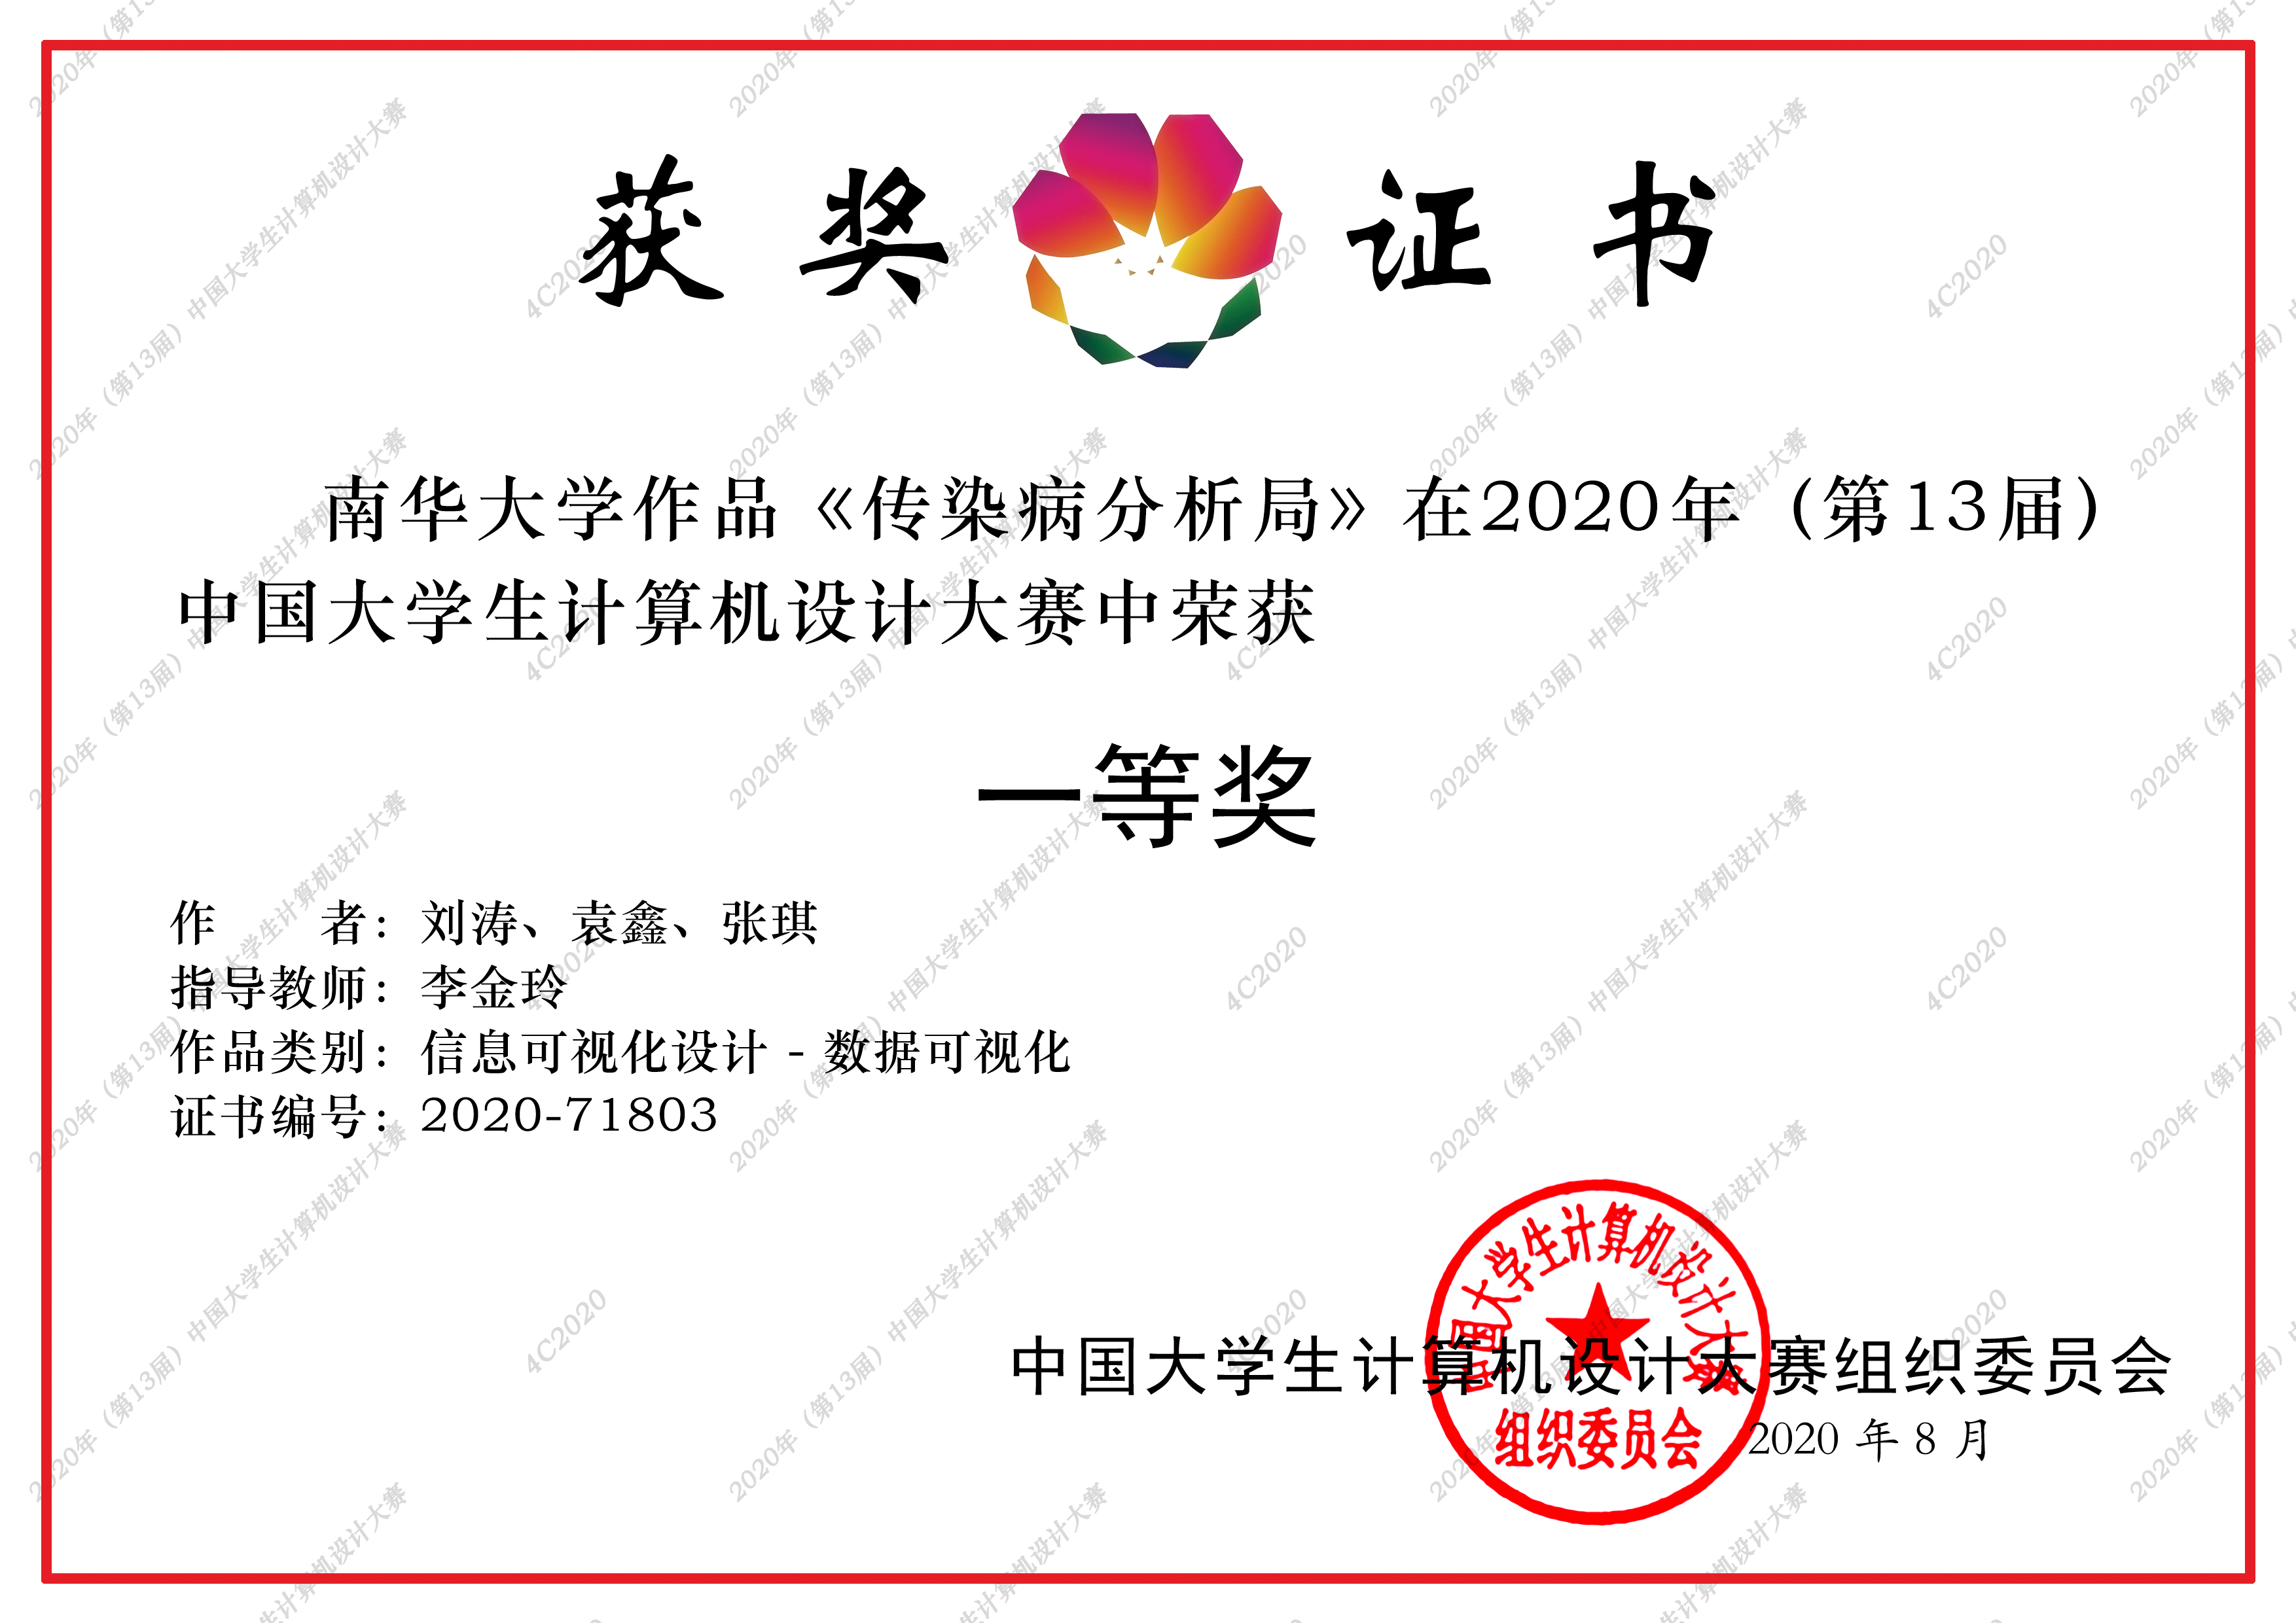 获奖证书
南华大学作品《传染病分析局》在2020年（第13届）
中国大学生计算机设计大赛中荣获
一等奖
作 者：刘涛、袁鑫、张琪
指导教师：李金玲
作品类别：信息可视化设计 - 数据可视化
证书编号：2020-71803
中国大学生计算机设计大赛
组织委员会
中国大学生计算机设计大赛组织委员会
2020 年 8 月
2020年（第13届）中国大学生计算机设计大赛
4C2020